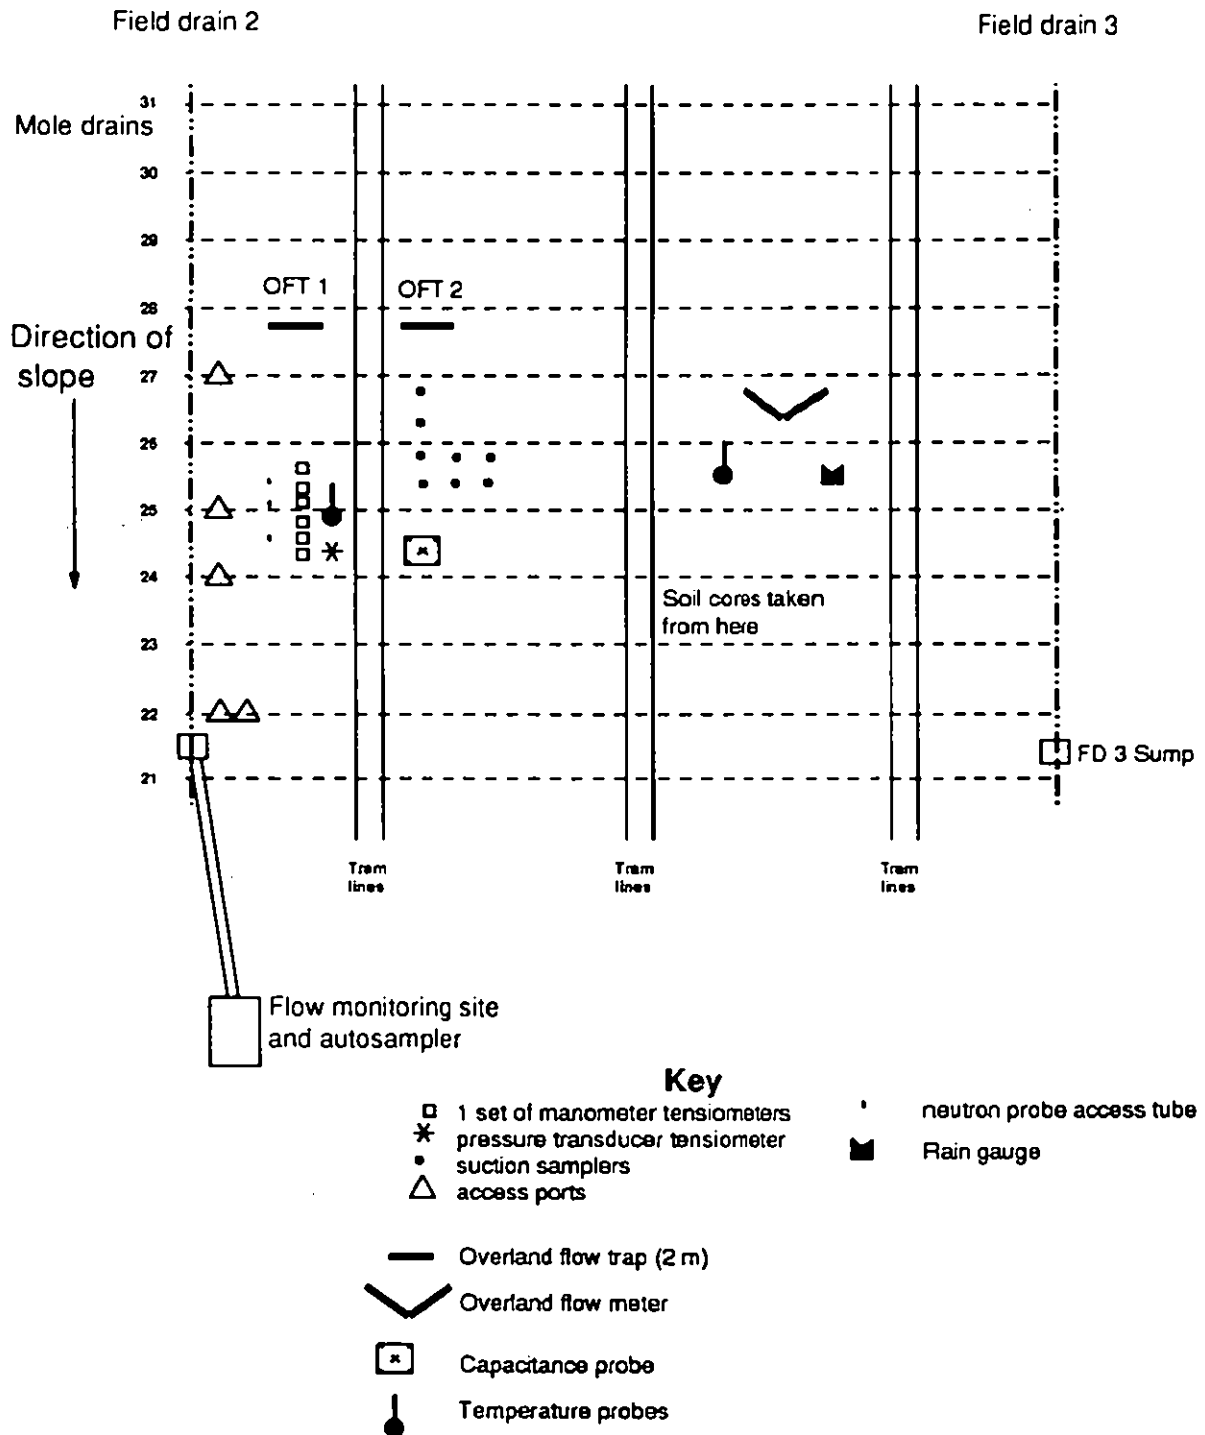 Field drain 2
Field drain 3
Mole drains
31
30
29
28
27
26
25
24
23
22
21
OFT 1
OFT 2
Direction of
slope
Soil cores taken
from here
FD 3 Sump
Tram
lines
Tram
lines
Tram
lines
Flow monitoring site
and autosampler
Key
1 set of manometer tensiometers
pressure transducer tensiometer
suction samplers
access ports
neutron probe access tube
Rain gauge
Overland flow trap (2 m)
Overland flow meter
Capacitance probe
Temperature probes